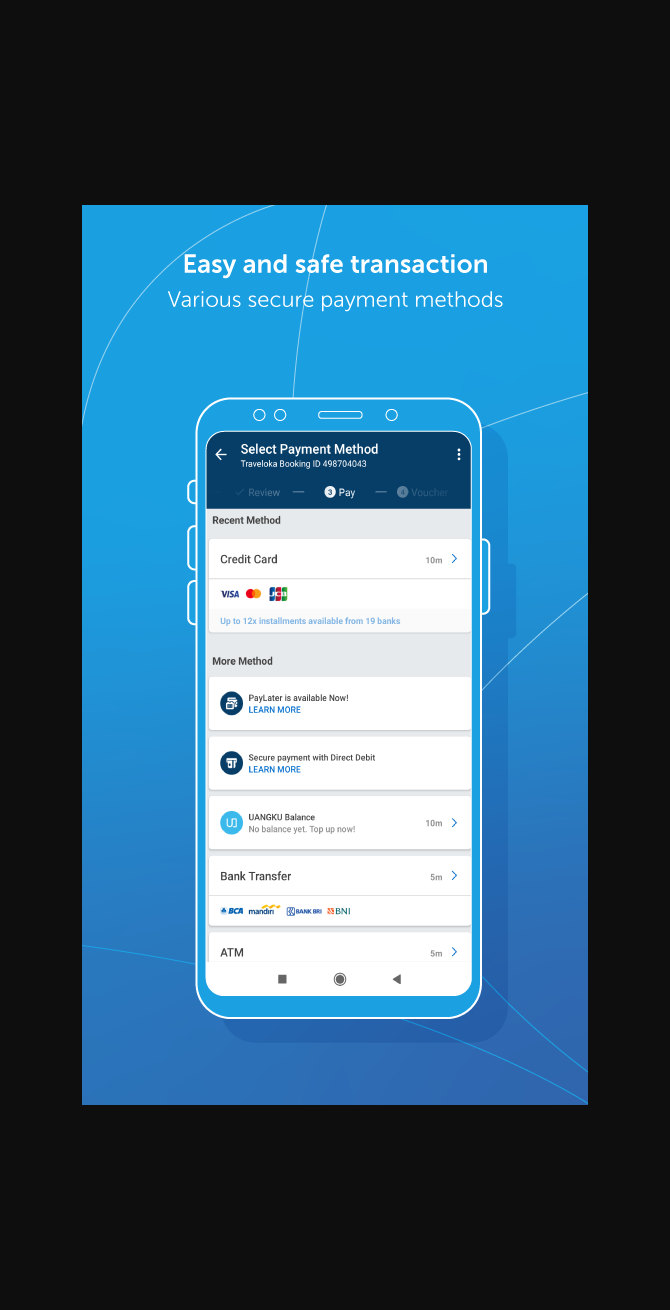 Easy and safe transaction
Various secure payment methods
Select Payment Method
Traveloka Booking ID 498704043
Review
3 Pay
4 Voucher
Recent Method
Credit Card 10m
VISA JCB
Up to 12x installments available from 19 banks
More Method
PayLater is available Now!
LEARN MORE
Secure payment with Direct Debit
LEARN MORE
UANGKU Balance
No balance yet. Top up now! 10m
Bank Transfer 5m
BCA mandiri BANK BRI BNI
ATM 5m